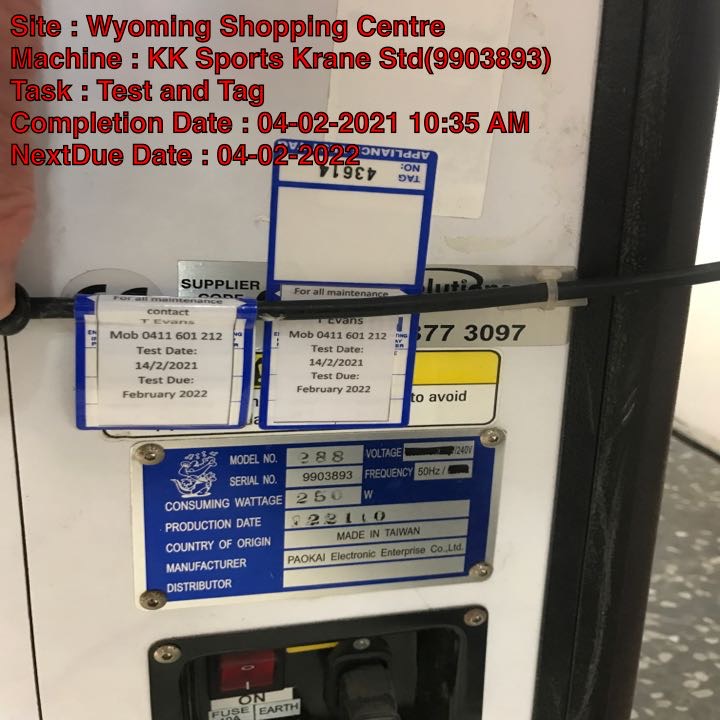 Site : Wyoming Shopping Centre
Machine : KK Sports Krane Std(9903893)
Task : Test and Tag
Completion Date : 04-02-2021 10:35 AM
NextDue Date : 04-02-2022
APPLIANCE
TAG NO: 43614
SUPPLIER
CODE
For all maintenance
contact
T Evans
Mob 0411 601 212
Test Date:
14/2/2021
Test Due:
February 2022
For all maintenance
T Evans
Mob 0411 601 212
Test Date:
14/2/2021
Test Due:
February 2022
377 3097
to avoid
MODEL NO. 288 VOLTAGE /240V
SERIAL NO. 9903893 FREQUENCY 50Hz /
CONSUMING WATTAGE 250 W
PRODUCTION DATE
COUNTRY OF ORIGIN MADE IN TAIWAN
MANUFACTURER PAOKAI Electronic Enterprise Co.,Ltd.
DISTRIBUTOR
ON
FUSE EARTH
10A